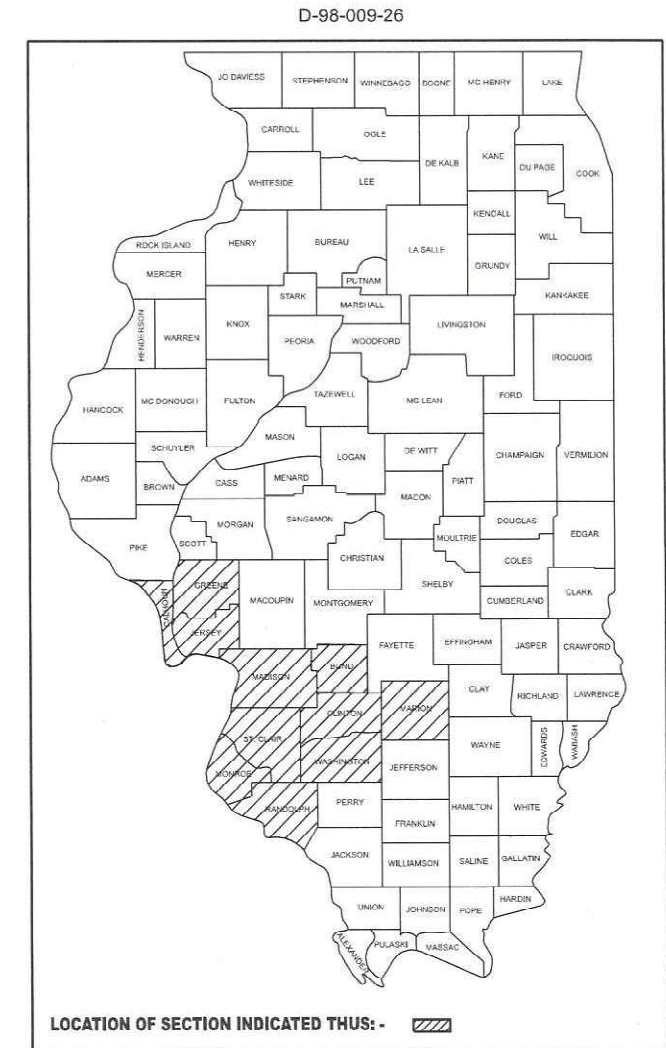 D-98-009-26
JO DAVIESS STEPHENSON WINNEBAGO BOONE MC HENRY LAKE
CARROLL OGLE DE KALB KANE DU PAGE COOK
WHITESIDE LEE KENDALL WILL
ROCK ISLAND HENRY BUREAU LA SALLE GRUNDY
MERCER PUTNAM KANKAKEE
STARK MARSHALL
HENDERSON WARREN KNOX PEORIA WOODFORD LIVINGSTON IROQUOIS
HANCOCK MC DONOUGH FULTON TAZEWELL MC LEAN FORD
SCHUYLER MASON LOGAN DE WITT CHAMPAIGN VERMILION
ADAMS BROWN CASS MENARD MACON PIATT
PIKE SCOTT MORGAN SANGAMON CHRISTIAN MOULTRIE DOUGLAS COLES EDGAR
CALHOUN GREENE MACOUPIN MONTGOMERY SHELBY CUMBERLAND CLARK
JERSEY FAYETTE EFFINGHAM JASPER CRAWFORD
MADISON BOND CLAY RICHLAND LAWRENCE
CLINTON MARION
ST. CLAIR WASHINGTON JEFFERSON WAYNE EDWARDS WABASH
MONROE
RANDOLPH PERRY FRANKLIN HAMILTON WHITE
JACKSON WILLIAMSON SALINE GALLATIN
UNION JOHNSON POPE HARDIN
ALEXANDER PULASKI MASSAC
LOCATION OF SECTION INDICATED THUS: -